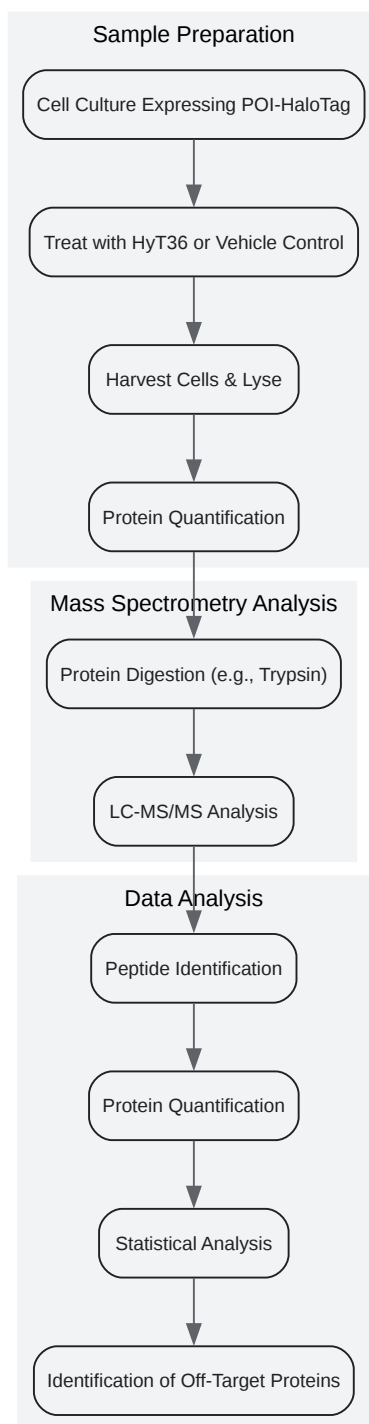 Sample Preparation
Cell Culture Expressing POI-HaloTag
Treat with HyT36 or Vehicle Control
Harvest Cells & Lyse
Protein Quantification
Mass Spectrometry Analysis
Protein Digestion (e.g., Trypsin)
LC-MS/MS Analysis
Data Analysis
Peptide Identification
Protein Quantification
Statistical Analysis
Identification of Off-Target Proteins